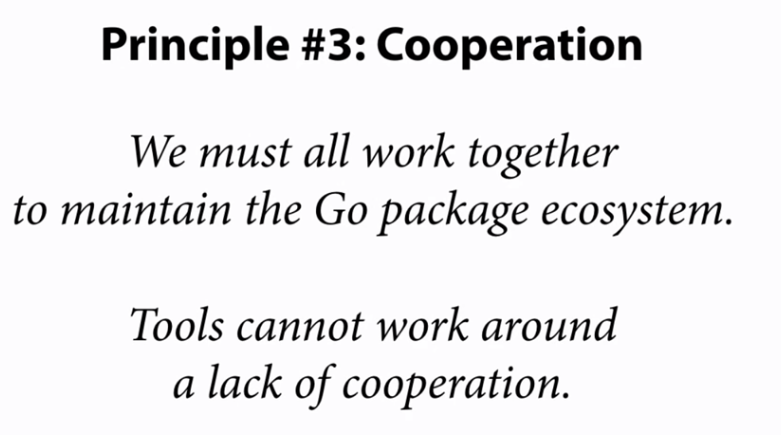 Principle #3: Cooperation
We must all work together
to maintain the Go package ecosystem.
Tools cannot work around
a lack of cooperation.